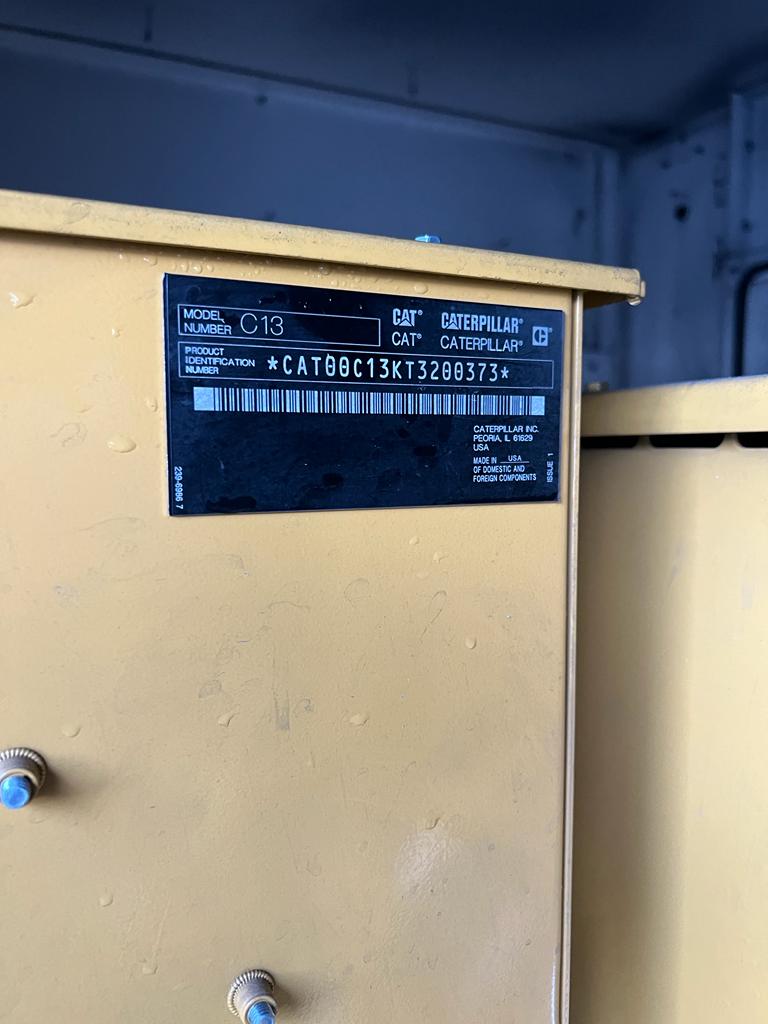 MODEL NUMBER C13
CAT® CATERPILLAR®
CAT® CATERPILLAR®
PRODUCT IDENTIFICATION NUMBER *CAT00C13KT3200373*
CATERPILLAR INC.
PEORIA, IL 61629
USA
MADE IN USA
OF DOMESTIC AND
FOREIGN COMPONENTS
ISSUE 1
239-6986 7